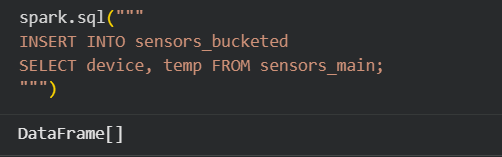 spark.sql("""
INSERT INTO sensors_bucketed
SELECT device, temp FROM sensors_main;
""")
DataFrame[]